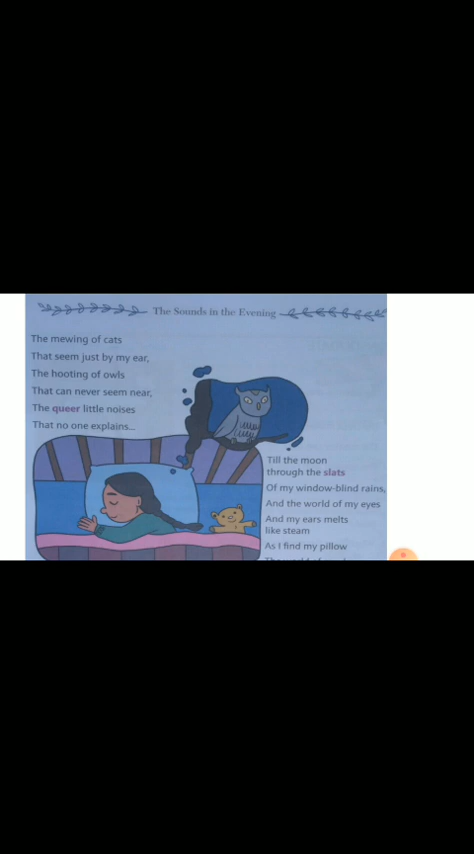 The Sounds in the Evening
The mewing of cats
That seem just by my ear,
The hooting of owls
That can never seem near,
The queer little noises
That no one explains...
Till the moon
through the slats
Of my window-blind rains,
And the world of my eyes
And my ears melts
like steam
As I find my pillow